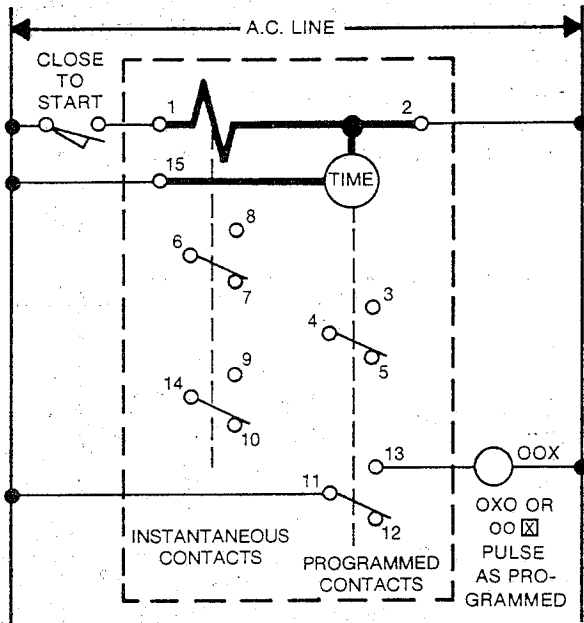 A.C. LINE
CLOSE
TO
START
1
2
15
TIME
8
6
7
3
4
5
9
14
10
13
OOX
11
12
INSTANTANEOUS
CONTACTS
PROGRAMMED
CONTACTS
OXO OR
OO X
PULSE
AS PRO-
GRAMMED